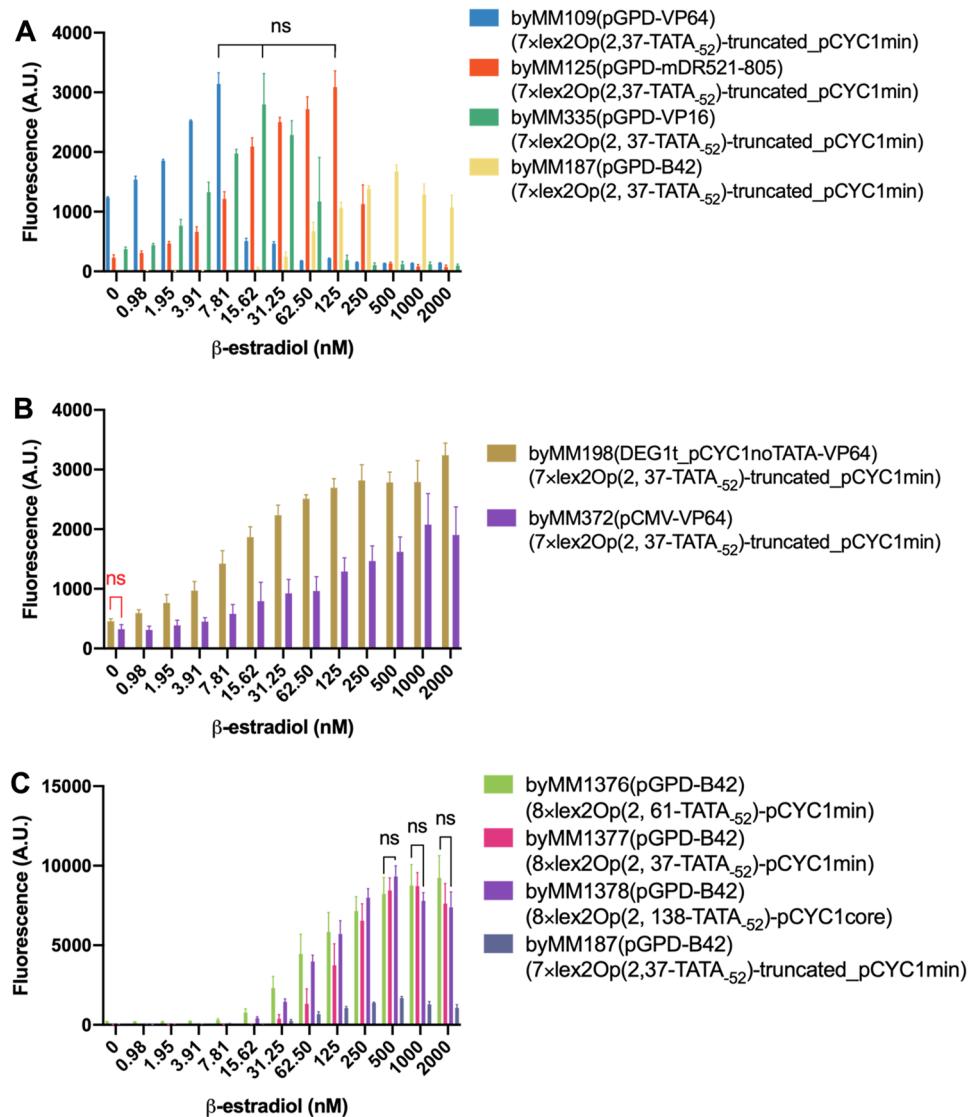 A
Fluorescence (A.U.)
4000
3000
2000
1000
0
ns
0
0.98
1.95
3.91
7.81
15.62
31.25
62.50
125
250
500
1000
2000
β-estradiol (nM)
byMM109(pGPD-VP64)
(7×lex2Op(2,37-TATA₋₅₂)-truncated_pCYC1min)
byMM125(pGPD-mDR521-805)
(7×lex2Op(2,37-TATA₋₅₂)-truncated_pCYC1min)
byMM335(pGPD-VP16)
(7×lex2Op(2, 37-TATA₋₅₂)-truncated_pCYC1min)
byMM187(pGPD-B42)
(7×lex2Op(2, 37-TATA₋₅₂)-truncated_pCYC1min)
B
Fluorescence (A.U.)
4000
3000
2000
1000
0
ns
0
0.98
1.95
3.91
7.81
15.62
31.25
62.50
125
250
500
1000
2000
β-estradiol (nM)
byMM198(DEG1t_pCYC1noTATA-VP64)
(7×lex2Op(2, 37-TATA₋₅₂)-truncated_pCYC1min)
byMM372(pCMV-VP64)
(7×lex2Op(2, 37-TATA₋₅₂)-truncated_pCYC1min)
C
Fluorescence (A.U.)
15000
10000
5000
0
ns
ns
ns
0
0.98
1.95
3.91
7.81
15.62
31.25
62.50
125
250
500
1000
2000
β-estradiol (nM)
byMM1376(pGPD-B42)
(8×lex2Op(2, 61-TATA₋₅₂)-pCYC1min)
byMM1377(pGPD-B42)
(8×lex2Op(2, 37-TATA₋₅₂)-pCYC1min)
byMM1378(pGPD-B42)
(8×lex2Op(2, 138-TATA₋₅₂)-pCYC1core)
byMM187(pGPD-B42)
(7×lex2Op(2,37-TATA₋₅₂)-truncated_pCYC1min)